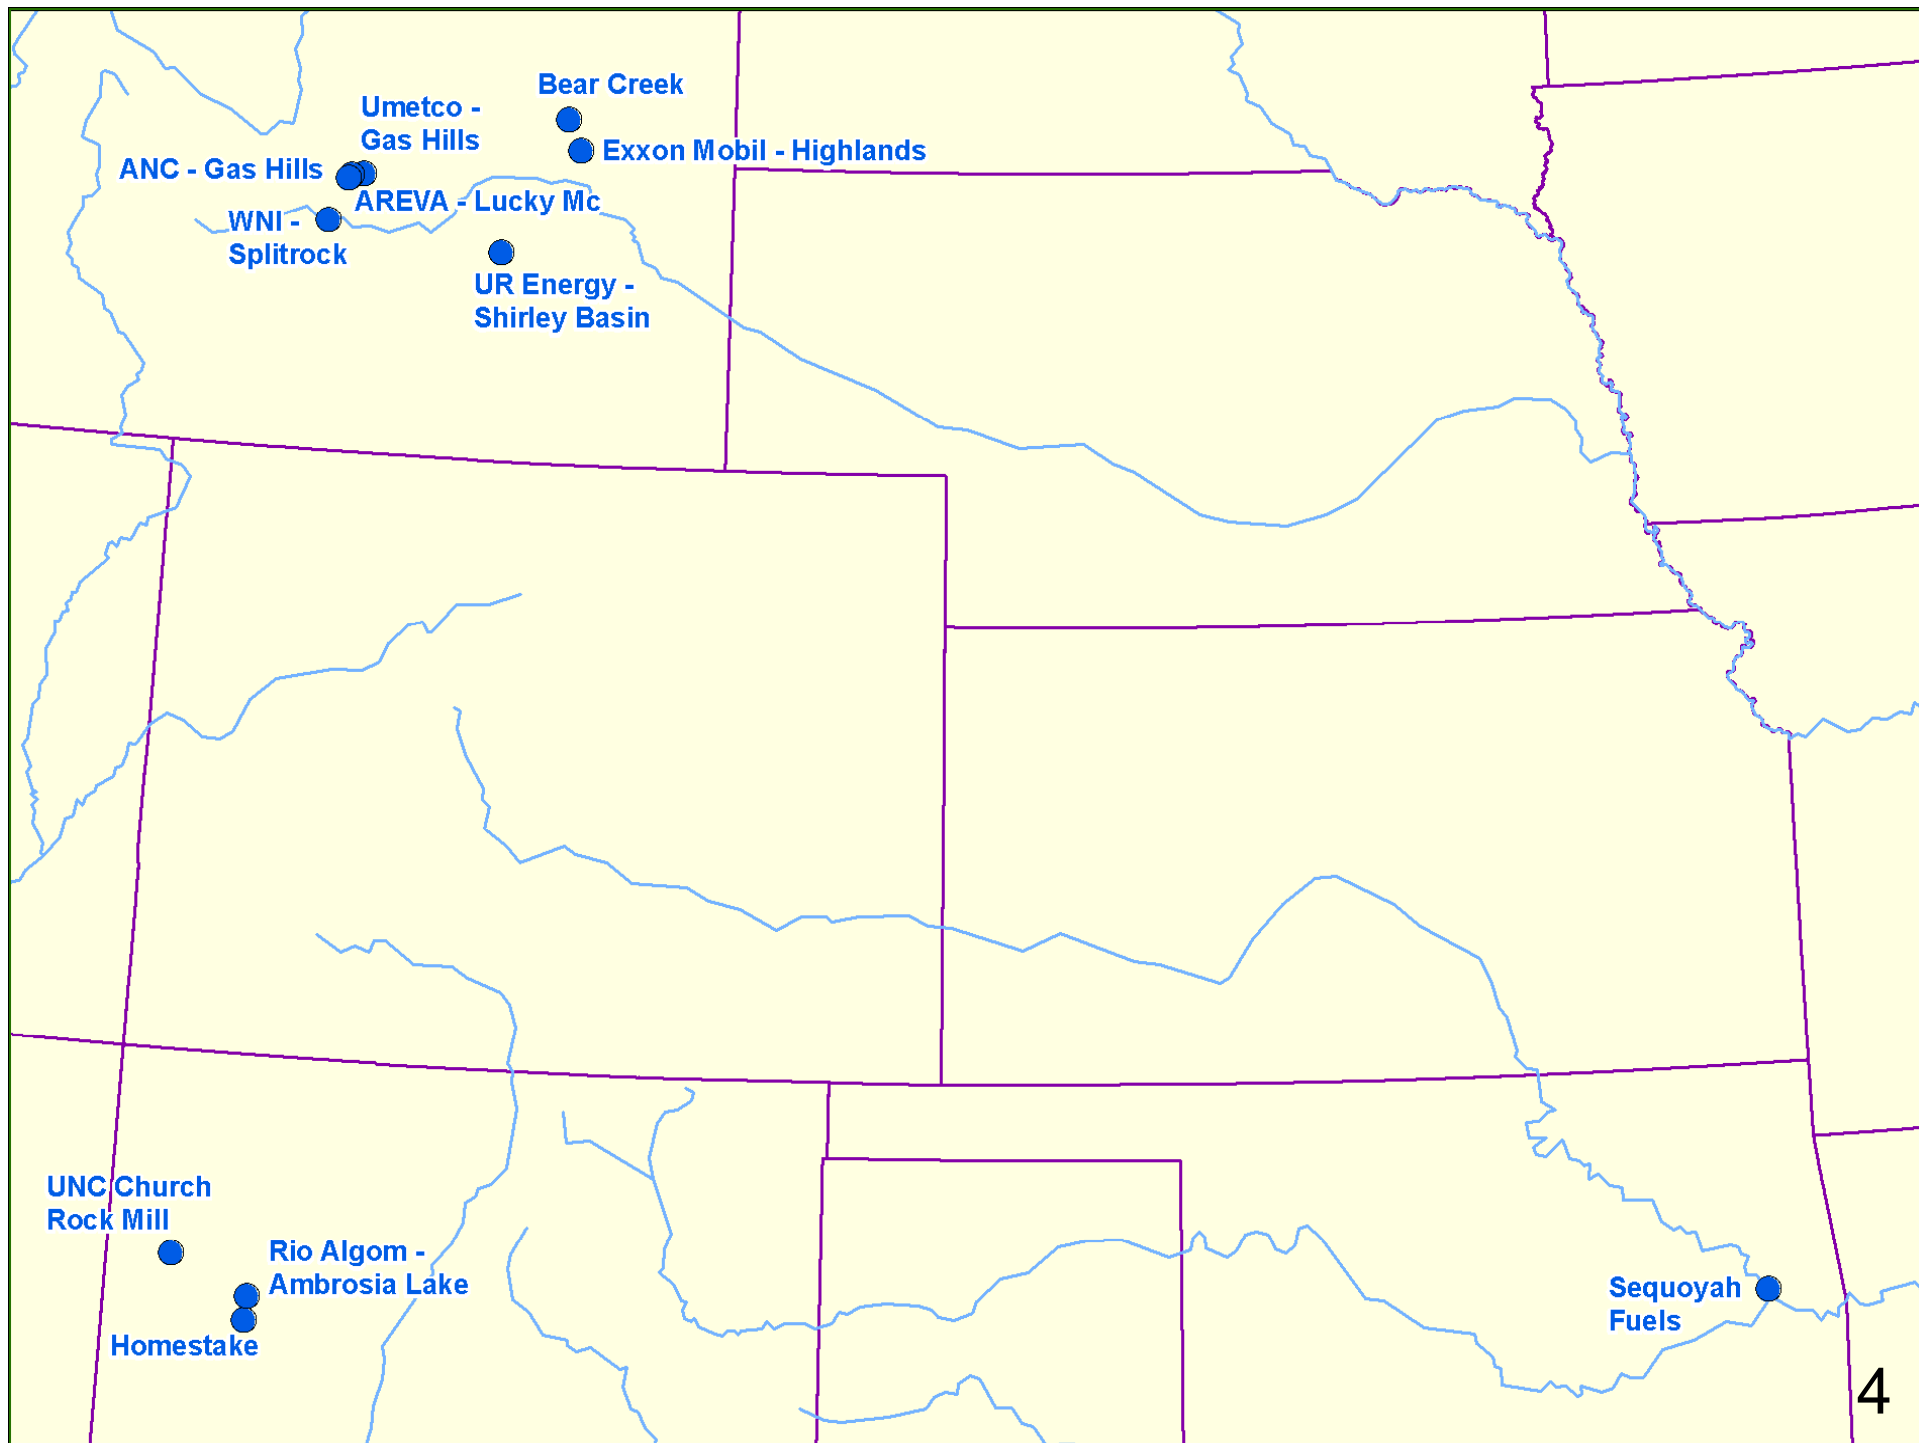 Bear Creek
Umetco -
Gas Hills
Exxon Mobil - Highlands
ANC - Gas Hills
AREVA - Lucky Mc
WNI -
Splitrock
UR Energy -
Shirley Basin
UNC Church
Rock Mill
Rio Algom -
Ambrosia Lake
Homestake
Sequoyah
Fuels
4